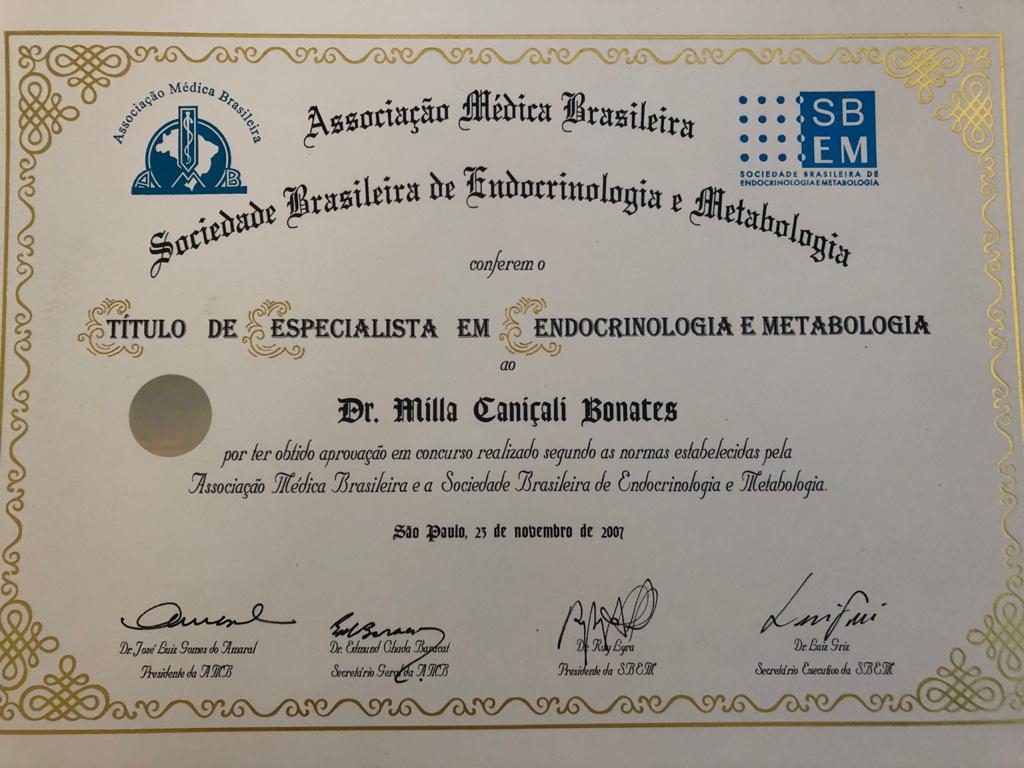 Associação Médica Brasileira
SB
EM
SOCIEDADE BRASILEIRA DE
ENDOCRINOLOGIA E METABOLOGIA
Associação Médica Brasileira
Sociedade Brasileira de Endocrinologia e Metabologia
conferem o
TÍTULO DE ESPECIALISTA EM ENDOCRINOLOGIA E METABOLOGIA
ao
Dr. Milla Caniçali Bonates
por ter obtido aprovação em concurso realizado segundo as normas estabelecidas pela
Associação Médica Brasileira e a Sociedade Brasileira de Endocrinologia e Metabologia.
São Paulo, 23 de novembro de 2007
Dr. José Luiz Gomes do Amaral
Presidente da AMB
Dr. Edmund Chada Baracat
Secretário Geral da AMB
Dr. Ruy Lyra
Presidente da SBEM
Dr. Luiz Griz
Secretário Executivo da SBEM